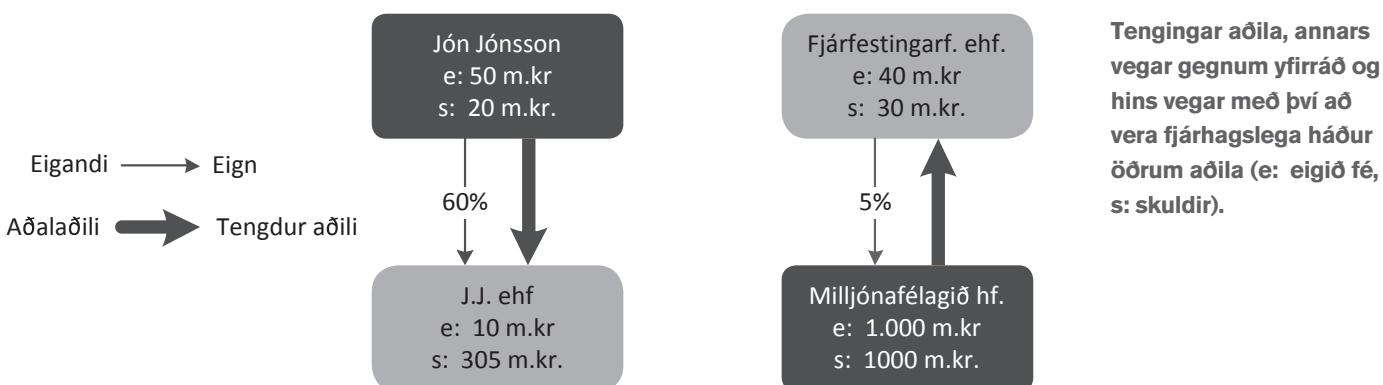 Jón Jónsson
e: 50 m.kr
s: 20 m.kr.
Fjárfestingarf. ehf.
e: 40 m.kr
s: 30 m.kr.
Tengingar aðila, annars
vegar gegnum yfirráð og
hins vegar með því að
vera fjárhagslega háður
öðrum aðila (e: eigið fé,
s: skuldir).
Eigandi Eign
Aðalaðili Tengdur aðili
60%
5%
J.J. ehf
e: 10 m.kr
s: 305 m.kr.
Milljónafélagið hf.
e: 1.000 m.kr
s: 1000 m.kr.